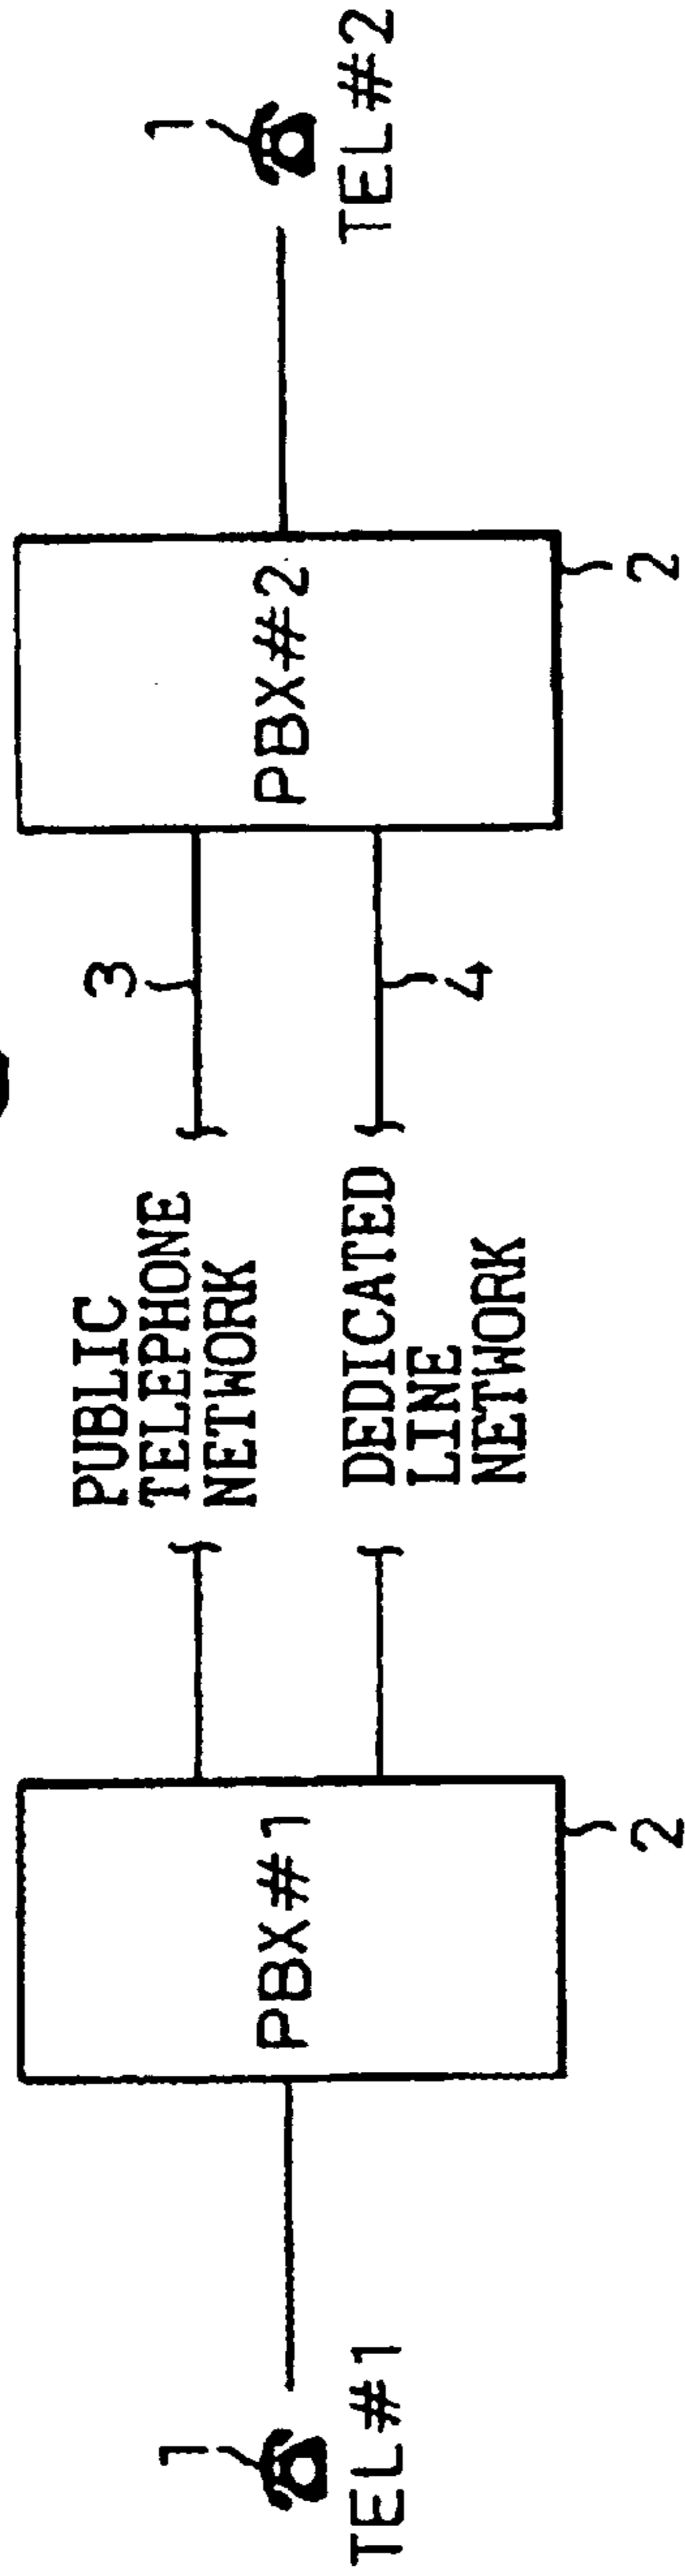 1
TEL#1
PBX#1
2
PUBLIC
TELEPHONE
NETWORK
DEDICATED
LINE
NETWORK
3
4
PBX#2
2
1
TEL#2